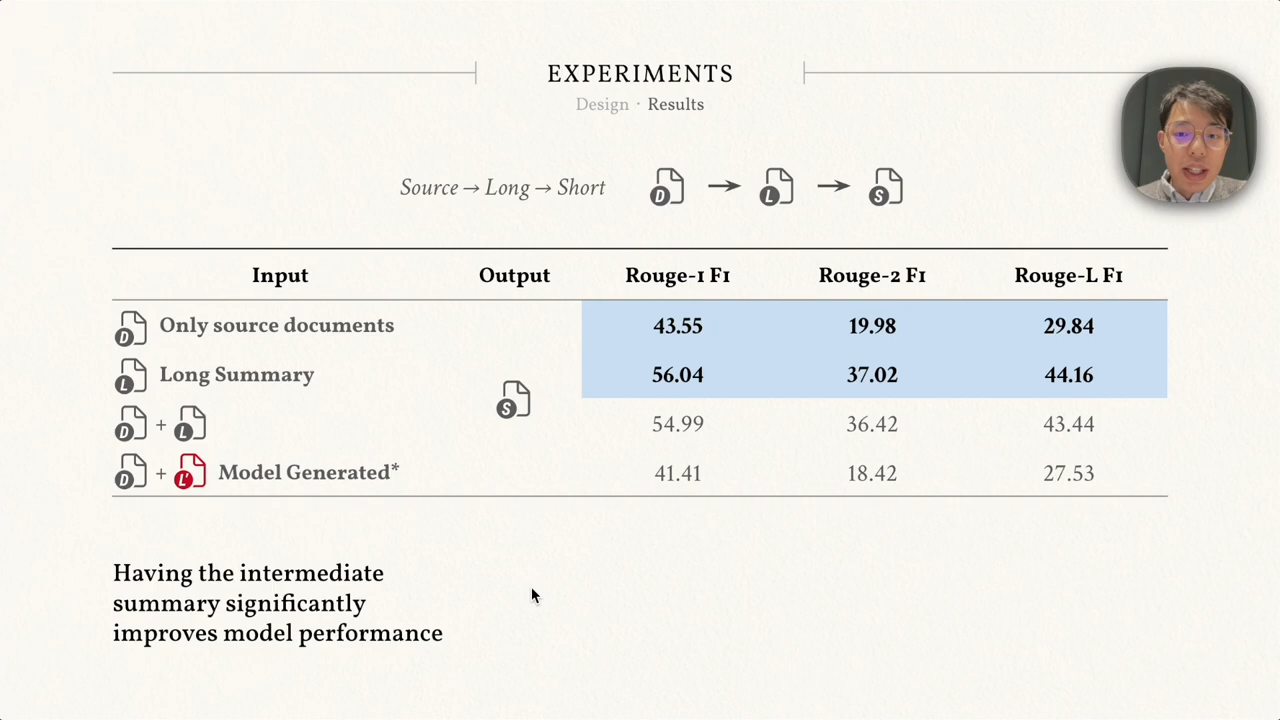 EXPERIMENTS
Design · Results
Source → Long → Short D → L → S
Input Output Rouge-1 F1 Rouge-2 F1 Rouge-L F1
D Only source documents 43.55 19.98 29.84
L Long Summary 56.04 37.02 44.16
S
D + L 54.99 36.42 43.44
D + L' Model Generated* 41.41 18.42 27.53
Having the intermediate
summary significantly
improves model performance